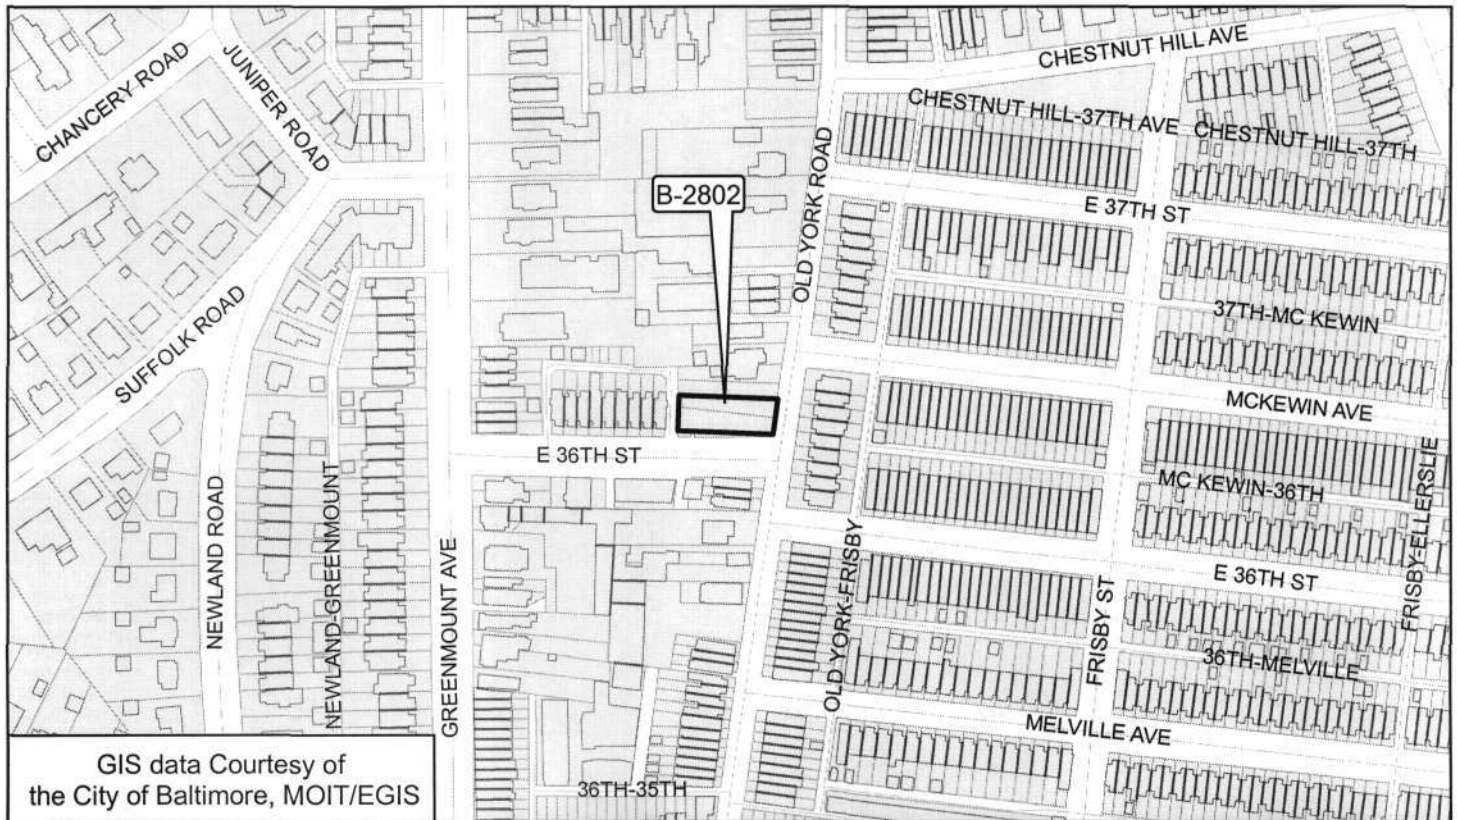 CHESTNUT HILL AVE
CHANCERY ROAD
JUNIPER ROAD
CHESTNUT HILL-37TH AVE
CHESTNUT HILL-37TH
OLD YORK ROAD
B-2802
E 37TH ST
SUFFOLK ROAD
37TH-MC KEWIN
MCKEWIN AVE
E 36TH ST
MC KEWIN-36TH
NEWLAND ROAD
NEWLAND-GREENMOUNT
GREENMOUNT AVE
OLD YORK-FRISBY
FRISBY ST
FRISBY-ELLERSLIE
E 36TH ST
36TH-MELVILLE
MELVILLE AVE
36TH-35TH
GIS data Courtesy of
the City of Baltimore, MOIT/EGIS